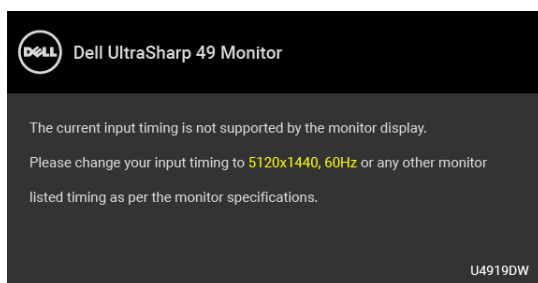 DELL
Dell UltraSharp 49 Monitor
The current input timing is not supported by the monitor display.
Please change your input timing to 5120x1440, 60Hz or any other monitor
listed timing as per the monitor specifications.
U4919DW